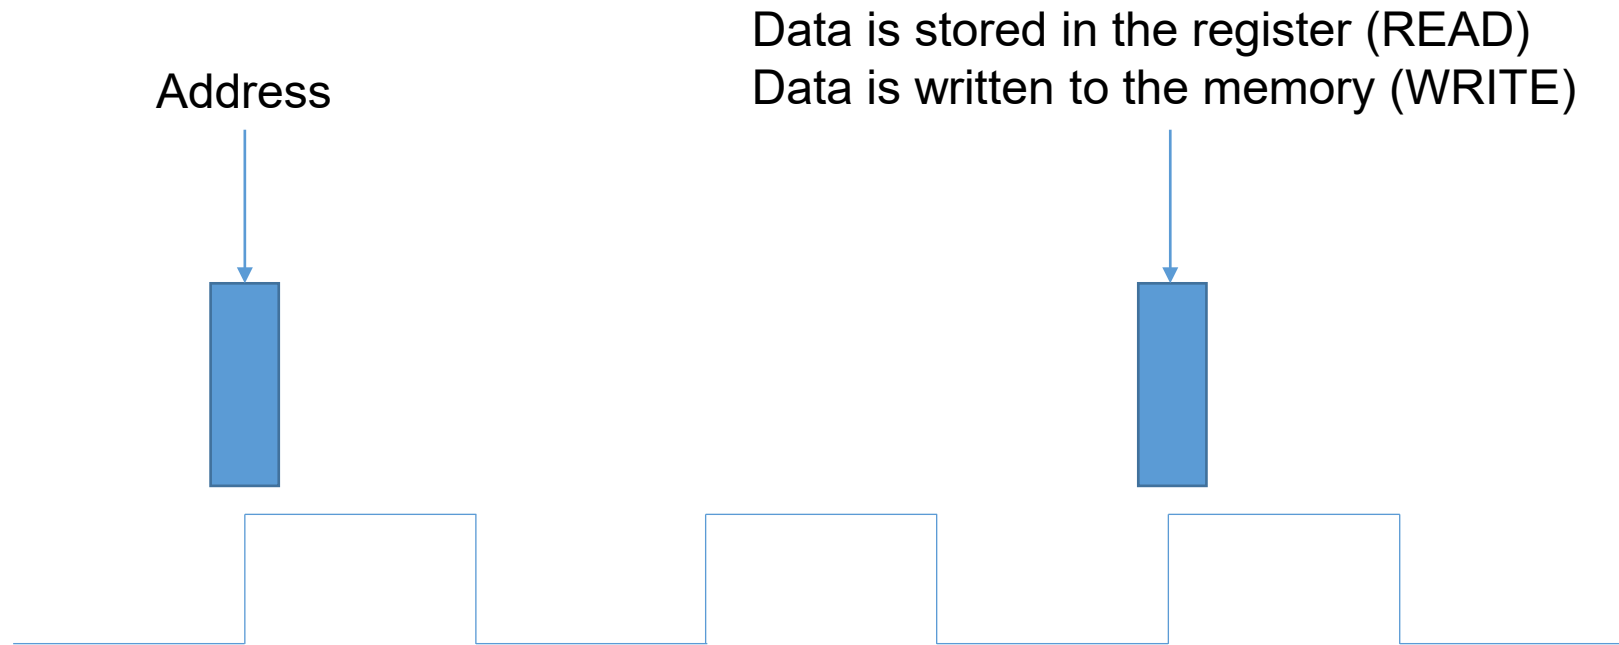 Address
Data is stored in the register (READ)
Data is written to the memory (WRITE)